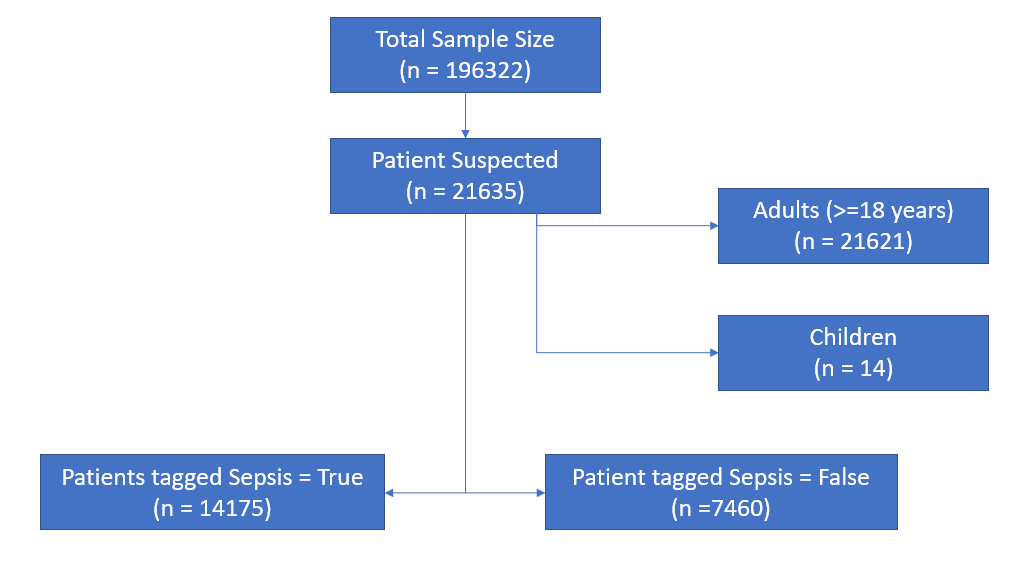 Total Sample Size
(n = 196322)
Patient Suspected
(n = 21635)
Adults (>=18 years)
(n = 21621)
Children
(n = 14)
Patients tagged Sepsis = True
(n = 14175)
Patient tagged Sepsis = False
(n =7460)